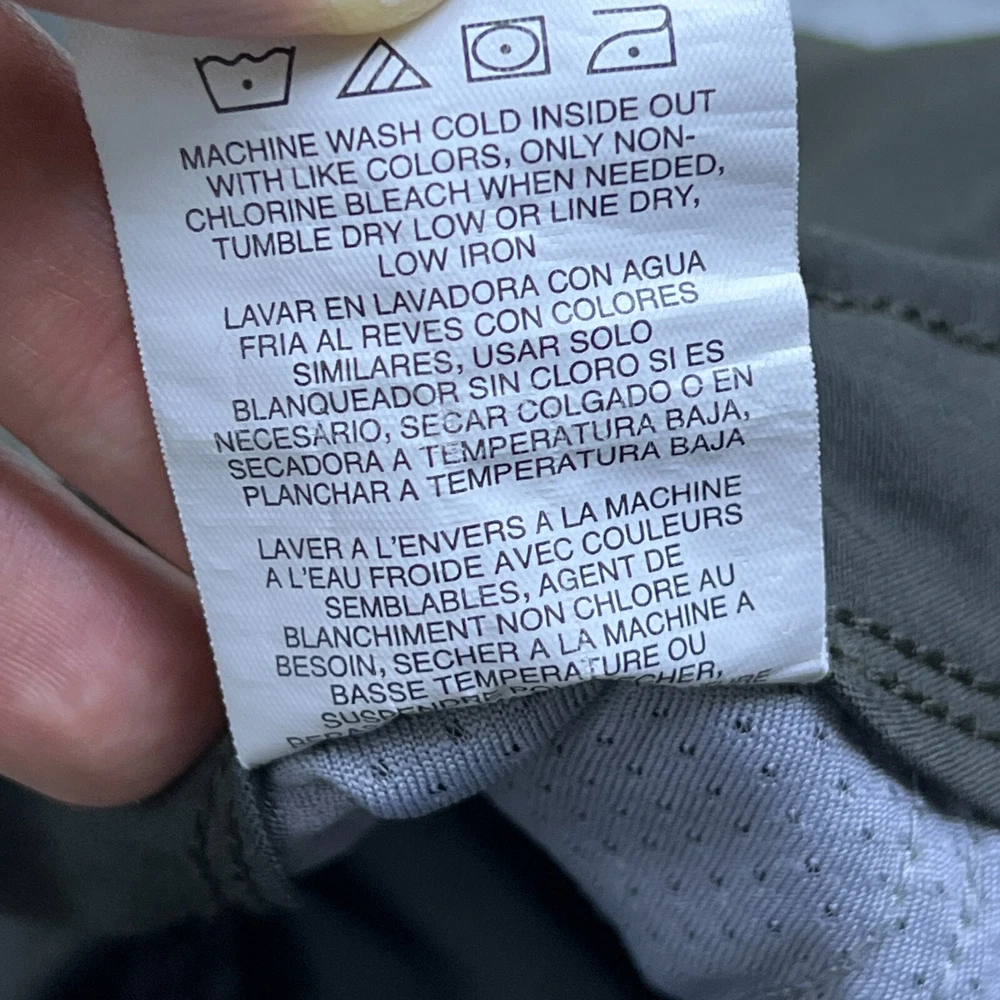 MACHINE WASH COLD INSIDE OUT
WITH LIKE COLORS, ONLY NON-
CHLORINE BLEACH WHEN NEEDED,
TUMBLE DRY LOW OR LINE DRY,
LOW IRON
LAVAR EN LAVADORA CON AGUA
FRIA AL REVES CON COLORES
SIMILARES, USAR SOLO
BLANQUEADOR SIN CLORO SI ES
NECESARIO, SECAR COLGADO O EN
SECADORA A TEMPERATURA BAJA,
PLANCHAR A TEMPERATURA BAJA
LAVER A L'ENVERS A LA MACHINE
A L'EAU FROIDE AVEC COULEURS
SEMBLABLES, AGENT DE
BLANCHIMENT NON CHLORE AU
BESOIN, SECHER A LA MACHINE A
BASSE TEMPERATURE OU
SUSPENDRE